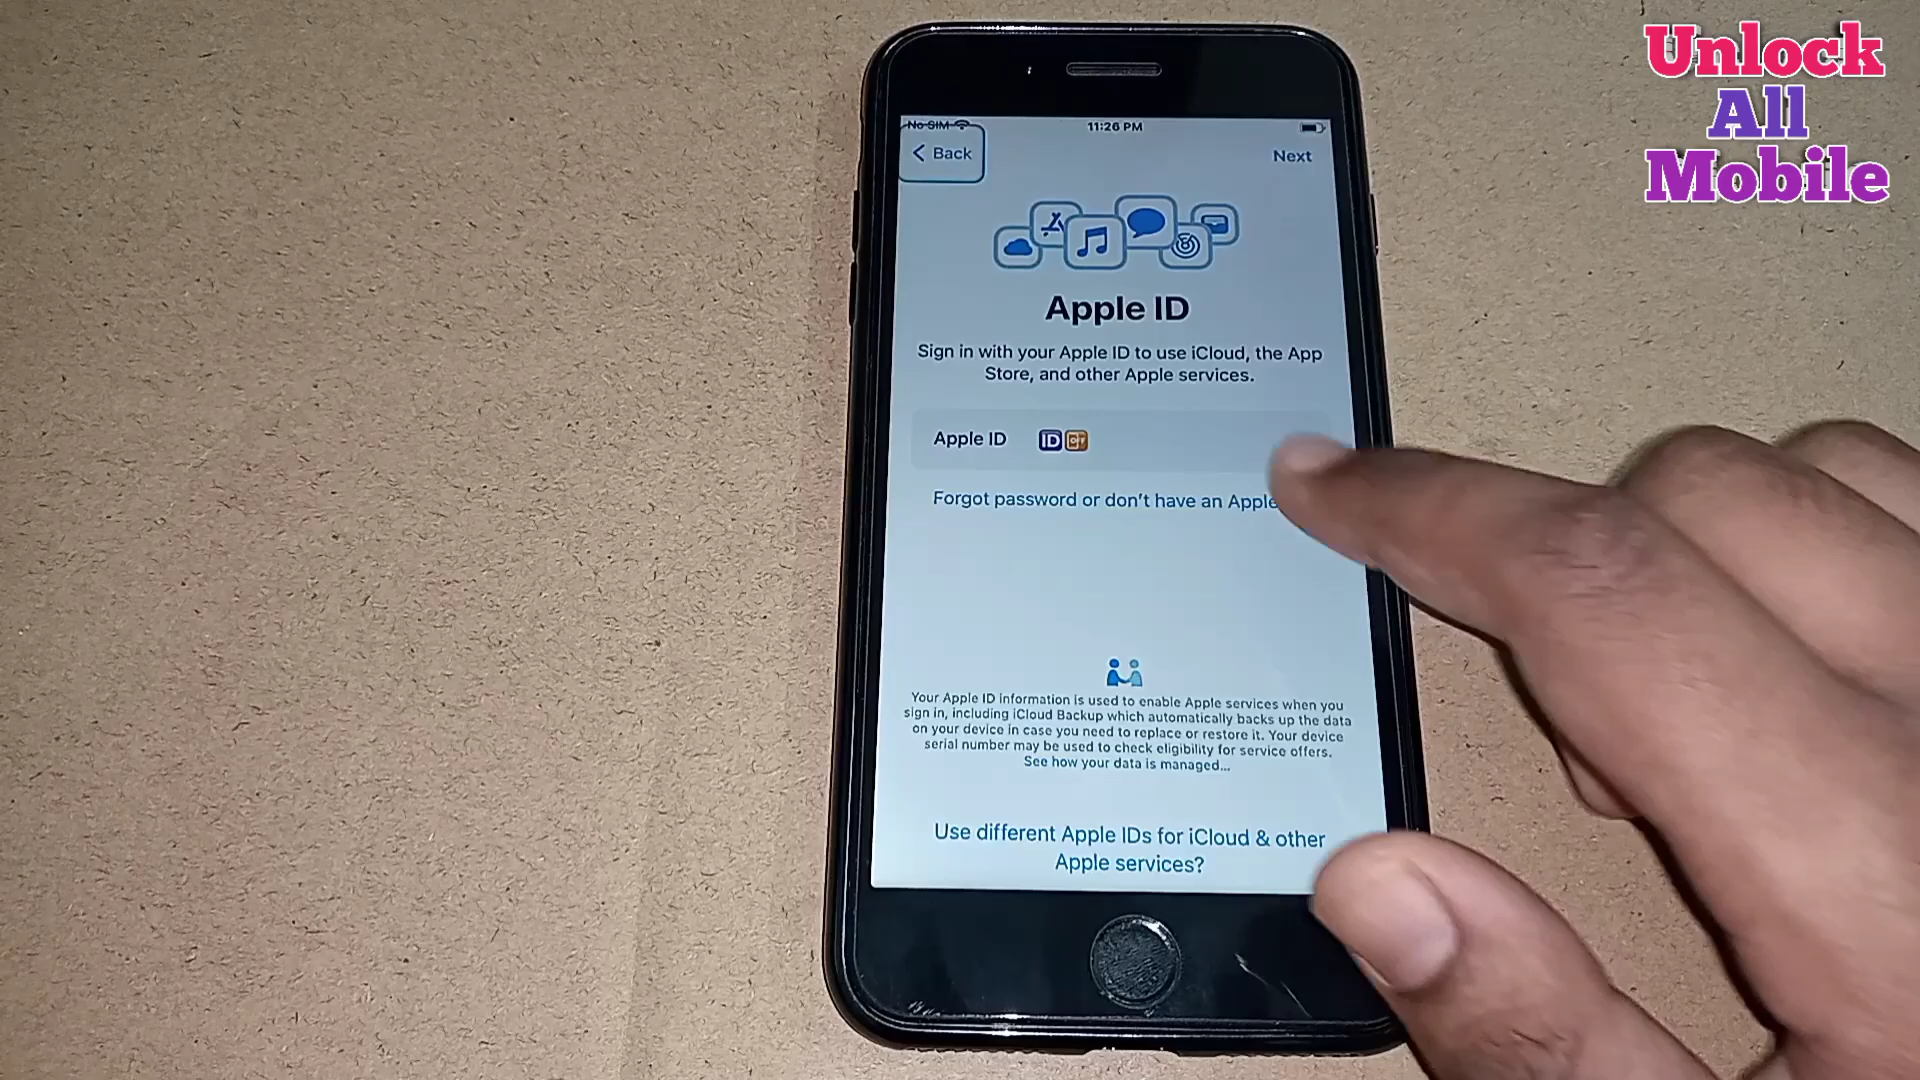 Unlock
All
Mobile
No SIM
11:26 PM
Back
Next
Apple ID
Sign in with your Apple ID to use iCloud, the App
Store, and other Apple services.
Apple ID
ID
Forgot password or don't have an Apple
Your Apple ID information is used to enable Apple services when you
sign in, including iCloud Backup which automatically backs up the data
on your device in case you need to replace or restore it. Your device
serial number may be used to check eligibility for service offers.
See how your data is managed...
Use different Apple IDs for iCloud & other
Apple services?